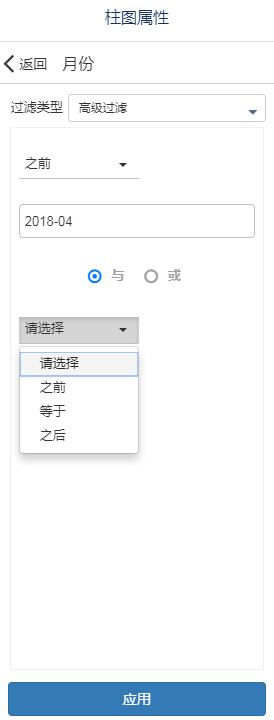 柱图属性
返回 月份
过滤类型 高级过滤
之前
2018-04
与 或
请选择
请选择
之前
等于
之后
应用